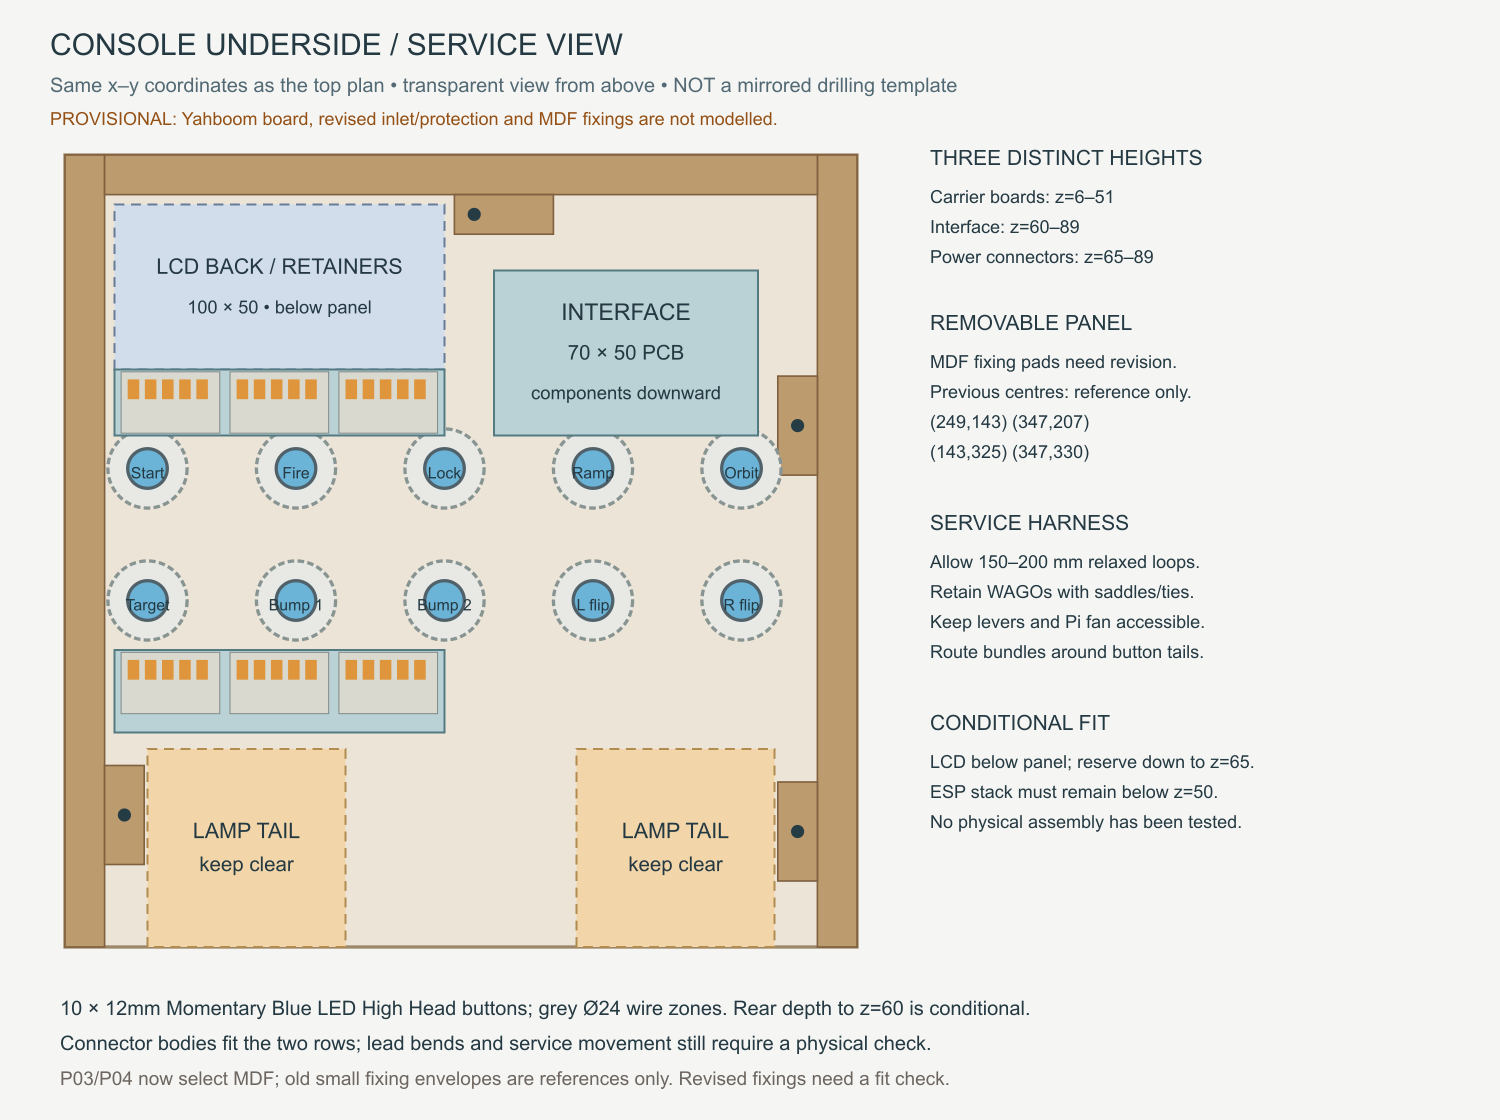 CONSOLE UNDERSIDE / SERVICE VIEW
Same x–y coordinates as the top plan • transparent view from above • NOT a mirrored drilling template
PROVISIONAL: Yahboom board, revised inlet/protection and MDF fixings are not modelled.
LCD BACK / RETAINERS
100 × 50 • below panel
INTERFACE
70 × 50 PCB
components downward
Start
Fire
Lock
Ramp
Orbit
Target
Bump 1
Bump 2
L flip
R flip
LAMP TAIL
keep clear
LAMP TAIL
keep clear
THREE DISTINCT HEIGHTS
Carrier boards: z=6–51
Interface: z=60–89
Power connectors: z=65–89
REMOVABLE PANEL
MDF fixing pads need revision.
Previous centres: reference only.
(249,143) (347,207)
(143,325) (347,330)
SERVICE HARNESS
Allow 150–200 mm relaxed loops.
Retain WAGOs with saddles/ties.
Keep levers and Pi fan accessible.
Route bundles around button tails.
CONDITIONAL FIT
LCD below panel; reserve down to z=65.
ESP stack must remain below z=50.
No physical assembly has been tested.
10 × 12mm Momentary Blue LED High Head buttons; grey Ø24 wire zones. Rear depth to z=60 is conditional.
Connector bodies fit the two rows; lead bends and service movement still require a physical check.
P03/P04 now select MDF; old small fixing envelopes are references only. Revised fixings need a fit check.